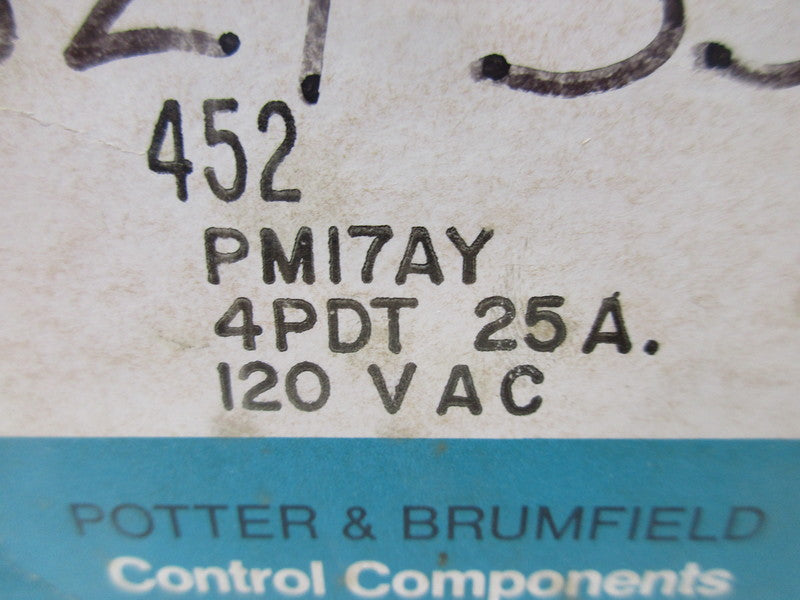 452
PM17AY
4PDT 25A.
120 VAC
POTTER & BRUMFIELD
Control Components